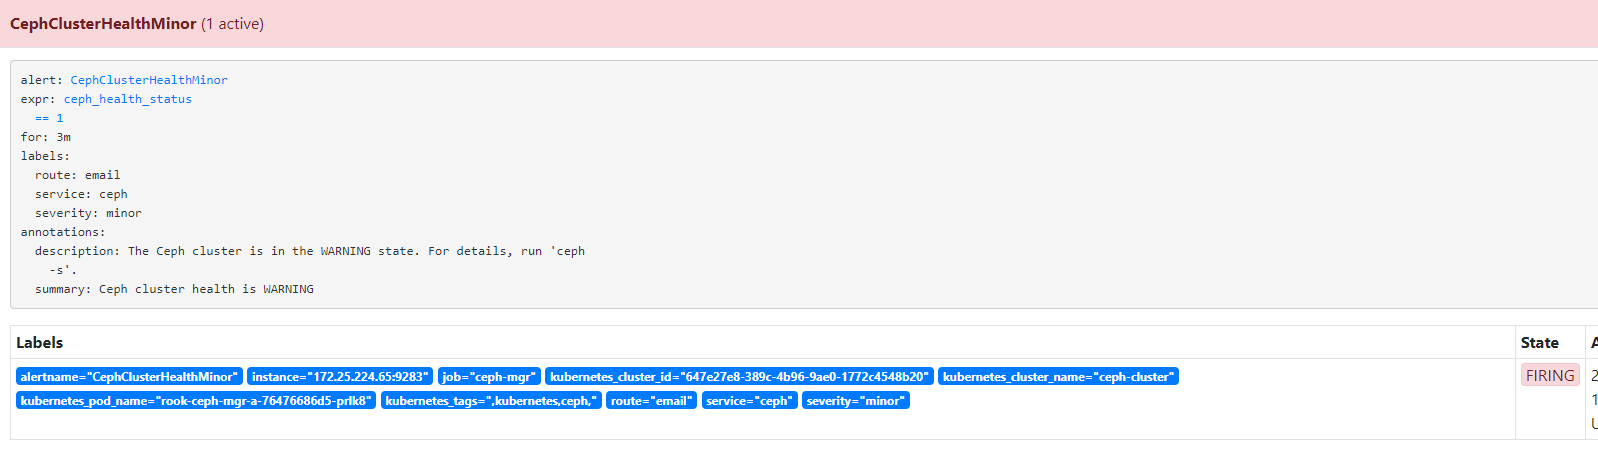 CephClusterHealthMinor (1 active)
alert: CephClusterHealthMinor
expr: ceph_health_status
== 1
for: 3m
labels:
route: email
service: ceph
severity: minor
annotations:
description: The Ceph cluster is in the WARNING state. For details, run 'ceph
-s'.
summary: Ceph cluster health is WARNING
Labels State
alertname="CephClusterHealthMinor" instance="172.25.224.65:9283" job="ceph-mgr" kubernetes_cluster_id="647e27e8-389c-4b96-9ae0-1772c4548b20" kubernetes_cluster_name="ceph-cluster" FIRING 2
kubernetes_pod_name="rook-ceph-mgr-a-76476686d5-prlk8" kubernetes_tags=",kubernetes,ceph," route="email" service="ceph" severity="minor" 1